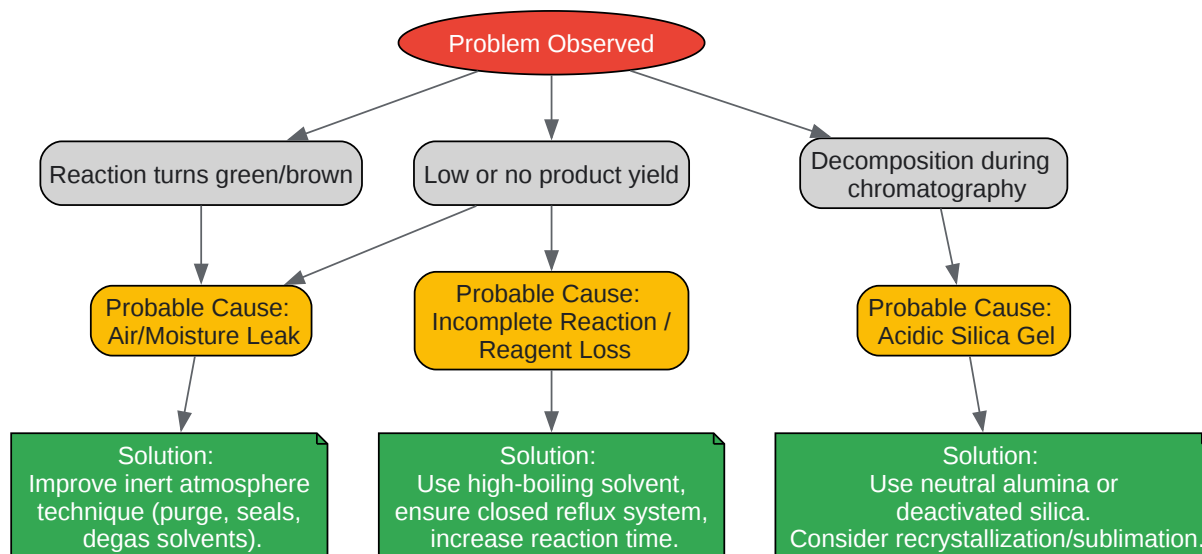 Problem Observed
Reaction turns green/brown
Low or no product yield
Decomposition during
chromatography
Probable Cause:
Air/Moisture Leak
Probable Cause:
Incomplete Reaction /
Reagent Loss
Probable Cause:
Acidic Silica Gel
Solution:
Improve inert atmosphere
technique (purge, seals,
degas solvents).
Solution:
Use high-boiling solvent,
ensure closed reflux system,
increase reaction time.
Solution:
Use neutral alumina or
deactivated silica.
Consider recrystallization/sublimation.